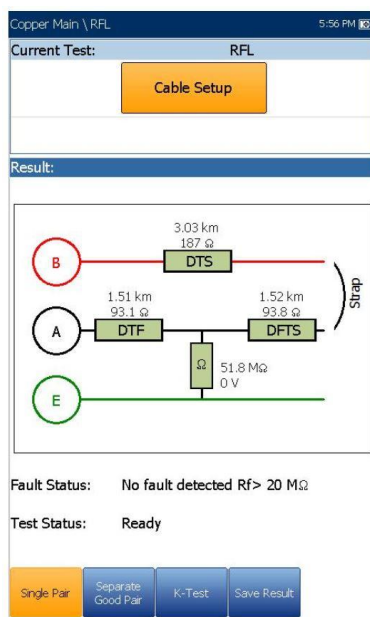 Copper Main \ RFL 5:56 PM
Current Test: RFL
Cable Setup
Result:
3.03 km
187 Ω
B DTS
1.51 km 1.52 km
93.1 Ω 93.8 Ω
A DTF DFTS
Strap
Ω 51.8 MΩ
0 V
E
Fault Status: No fault detected Rf> 20 MΩ
Test Status: Ready
Single Pair
Separate
Good Pair
K-Test
Save Result